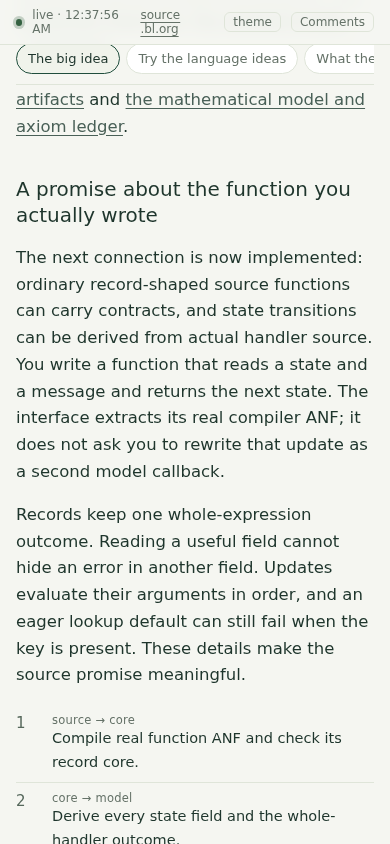 live · 12:37:56 AM
source.bl.org
theme
Comments
The big idea
Try the language ideas
What the
artifacts and the mathematical model and
axiom ledger.
A promise about the function you
actually wrote
The next connection is now implemented:
ordinary record-shaped source functions
can carry contracts, and state transitions
can be derived from actual handler source.
You write a function that reads a state and
a message and returns the next state. The
interface extracts its real compiler ANF; it
does not ask you to rewrite that update as
a second model callback.
Records keep one whole-expression
outcome. Reading a useful field cannot
hide an error in another field. Updates
evaluate their arguments in order, and an
eager lookup default can still fail when the
key is present. These details make the
source promise meaningful.
1
source → core
Compile real function ANF and check its
record core.
2
core → model
Derive every state field and the whole-
handler outcome.